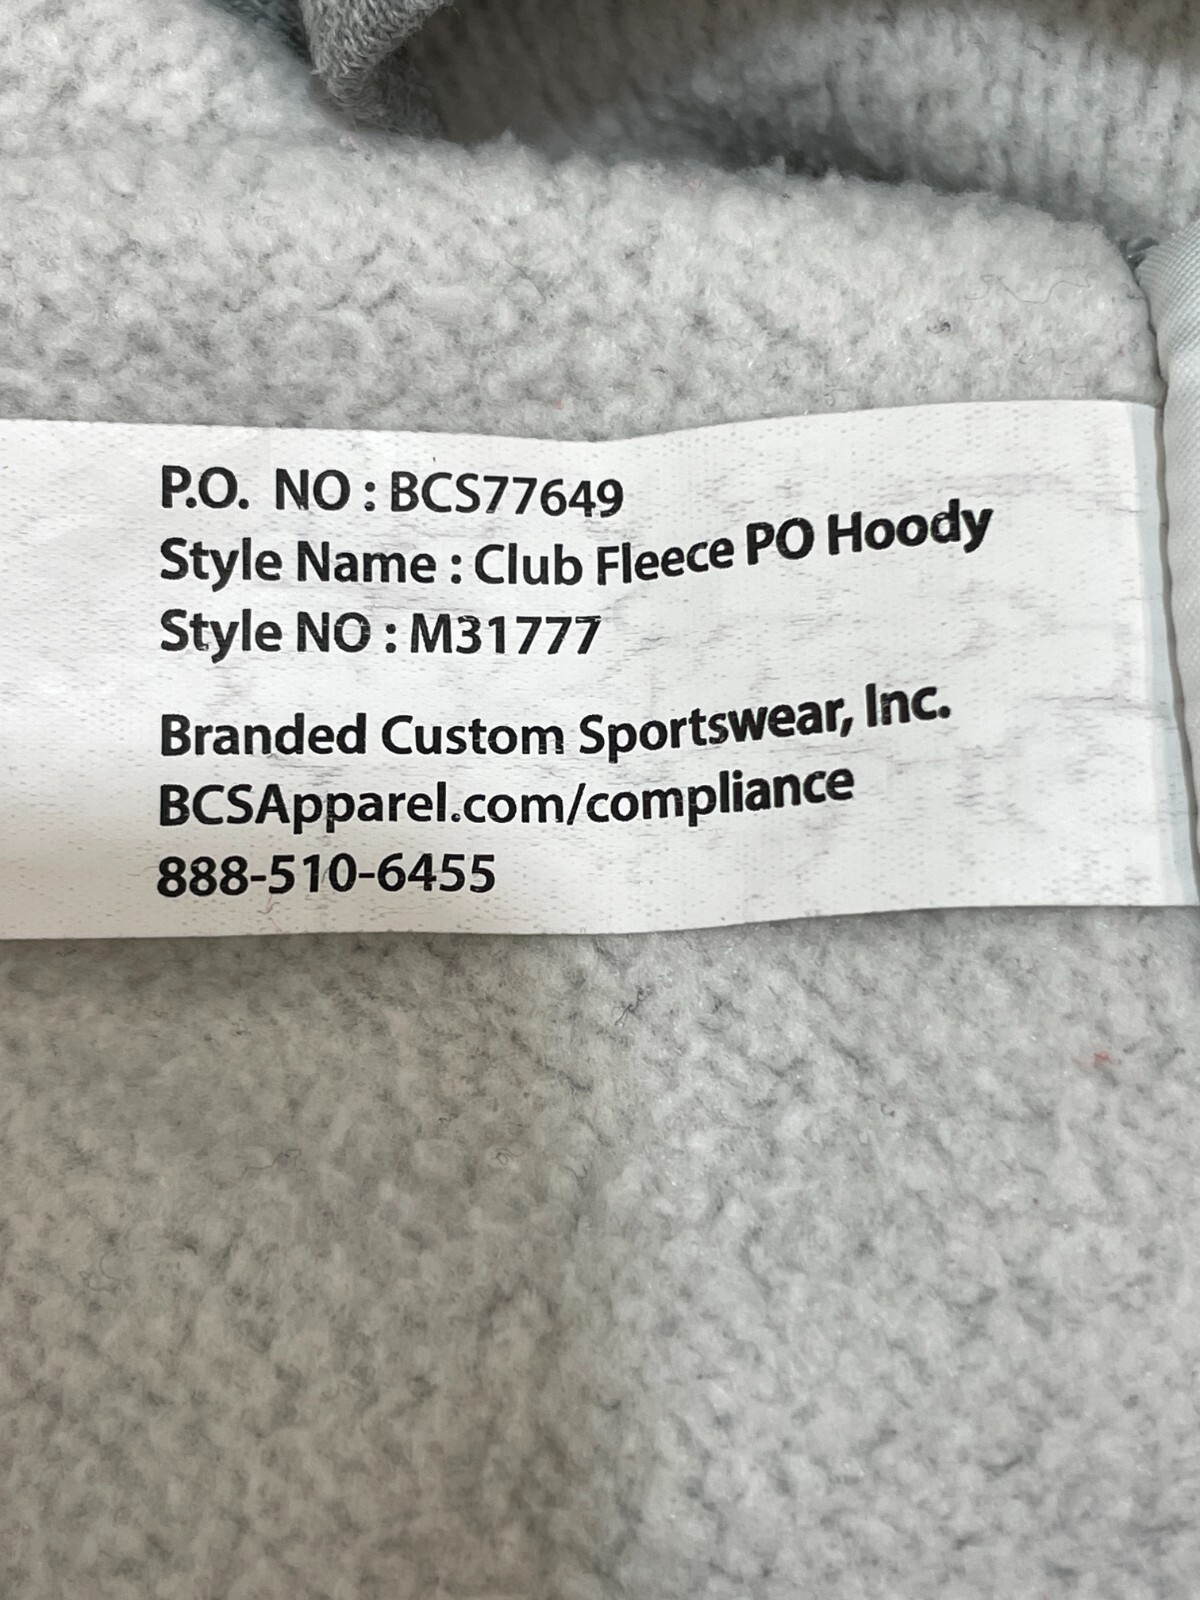 P.O. NO : BCS77649
Style Name : Club Fleece PO Hoody
Style NO : M31777
Branded Custom Sportswear, Inc.
BCSApparel.com/compliance
888-510-6455